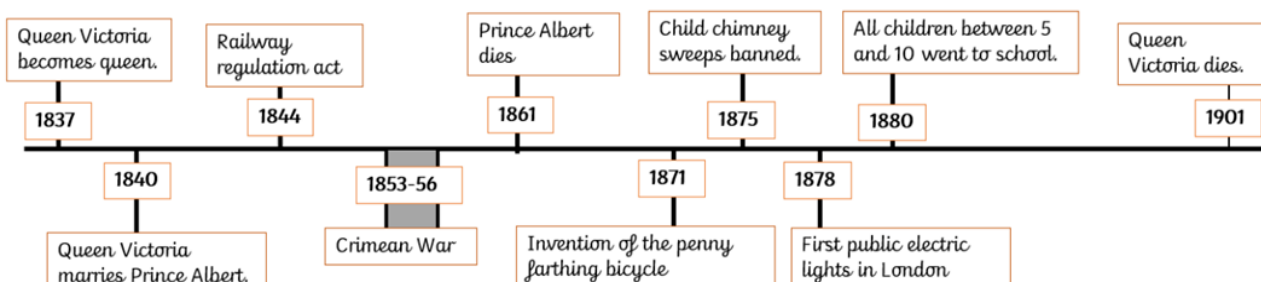 Queen Victoria
becomes queen.
1837
Railway
regulation act
1844
Prince Albert
dies
1861
Child chimney
sweeps banned.
1875
All children between 5
and 10 went to school.
1880
Queen
Victoria dies.
1901
1840
Queen Victoria
marries Prince Albert.
1853-56
Crimean War
1871
Invention of the penny
farthing bicycle
1878
First public electric
lights in London